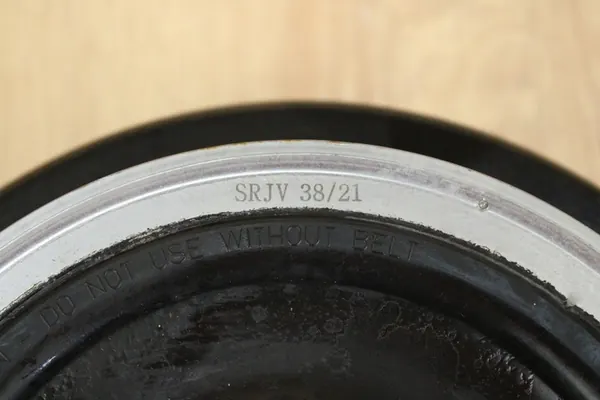 SRJV 38/21
DO NOT USE WITHOUT BELT